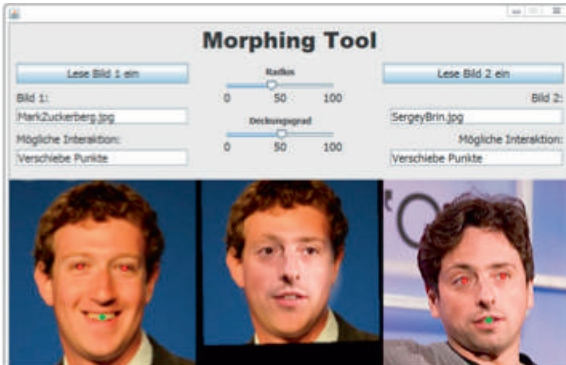 Morphing Tool
Lese Bild 1 ein
Radius
Lese Bild 2 ein
0 50 100
Bild 1:
Bild 2:
MarkZuckerberg.jpg
Deckungsgrad
SergeyBrin.jpg
Mögliche Interaktion:
0 50 100
Mögliche Interaktion:
Verschiebe Punkte
Verschiebe Punkte